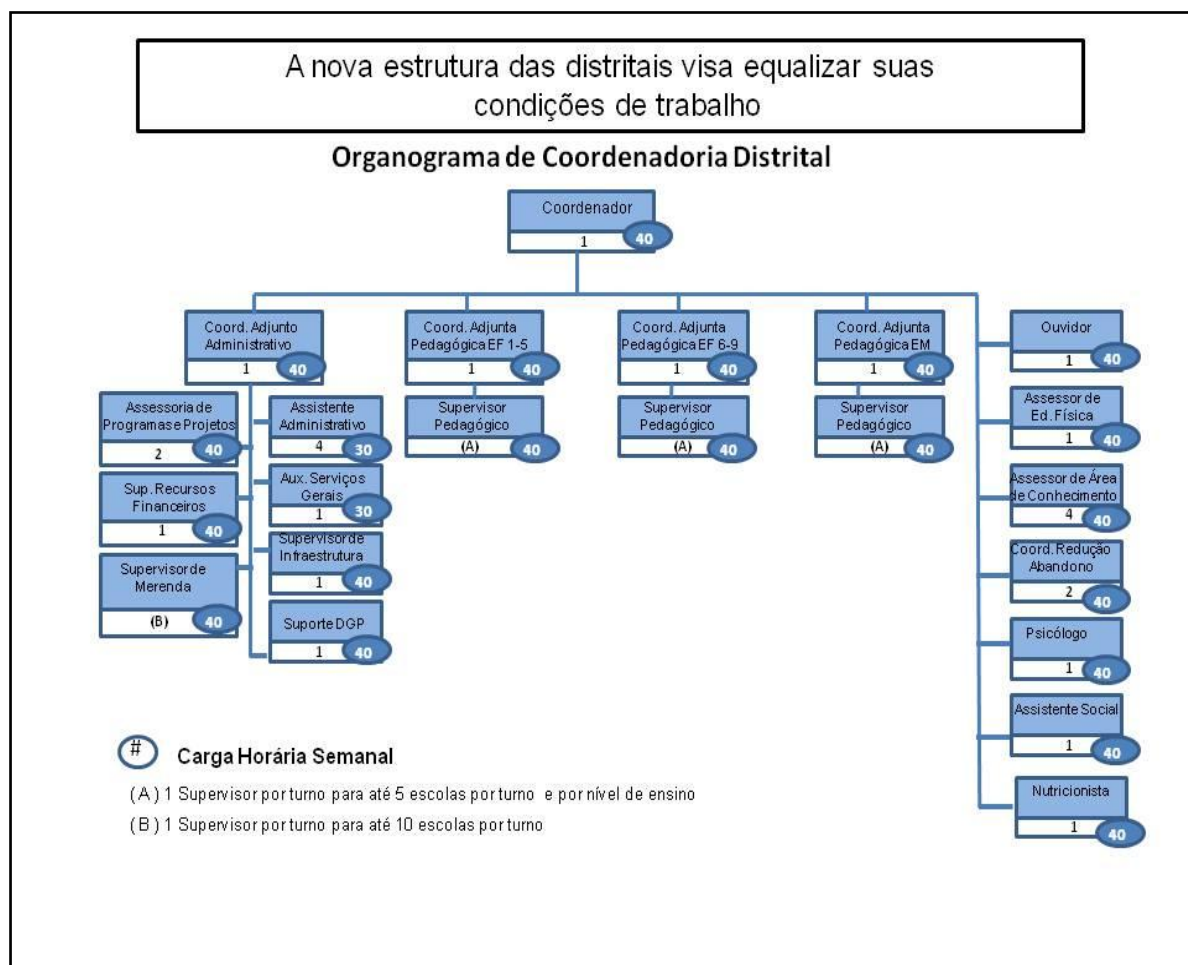 A nova estrutura das distritais visa equalizar suas
condições de trabalho
Organograma de Coordenadoria Distrital
Coordenador
1
40
Coord. Adjunto
Administrativo
1
40
Coord. Adjunta
Pedagógica EF 1-5
1
40
Coord. Adjunta
Pedagógica EF 6-9
1
40
Coord. Adjunta
Pedagógica EM
1
40
Ouvidor
1
40
Assessoria de
Programas e Projetos
2
40
Assistente
Administrativo
4
30
Supervisor
Pedagógico
(A)
40
Supervisor
Pedagógico
(A)
40
Supervisor
Pedagógico
(A)
40
Assessor de
Ed. Física
1
40
Sup. Recursos
Financeiros
1
40
Aux. Serviços
Gerais
1
30
Assessor de Área
de Conhecimento
4
40
Supervisor de
Merenda
(B)
40
Supervisor de
Infraestrutura
1
40
Coord. Redução
Abandono
2
40
Suporte DGP
1
40
Psicólogo
1
40
Assistente Social
1
40
Nutricionista
1
40
# Carga Horária Semanal
(A) 1 Supervisor por turno para até 5 escolas por turno e por nível de ensino
(B) 1 Supervisor por turno para até 10 escolas por turno